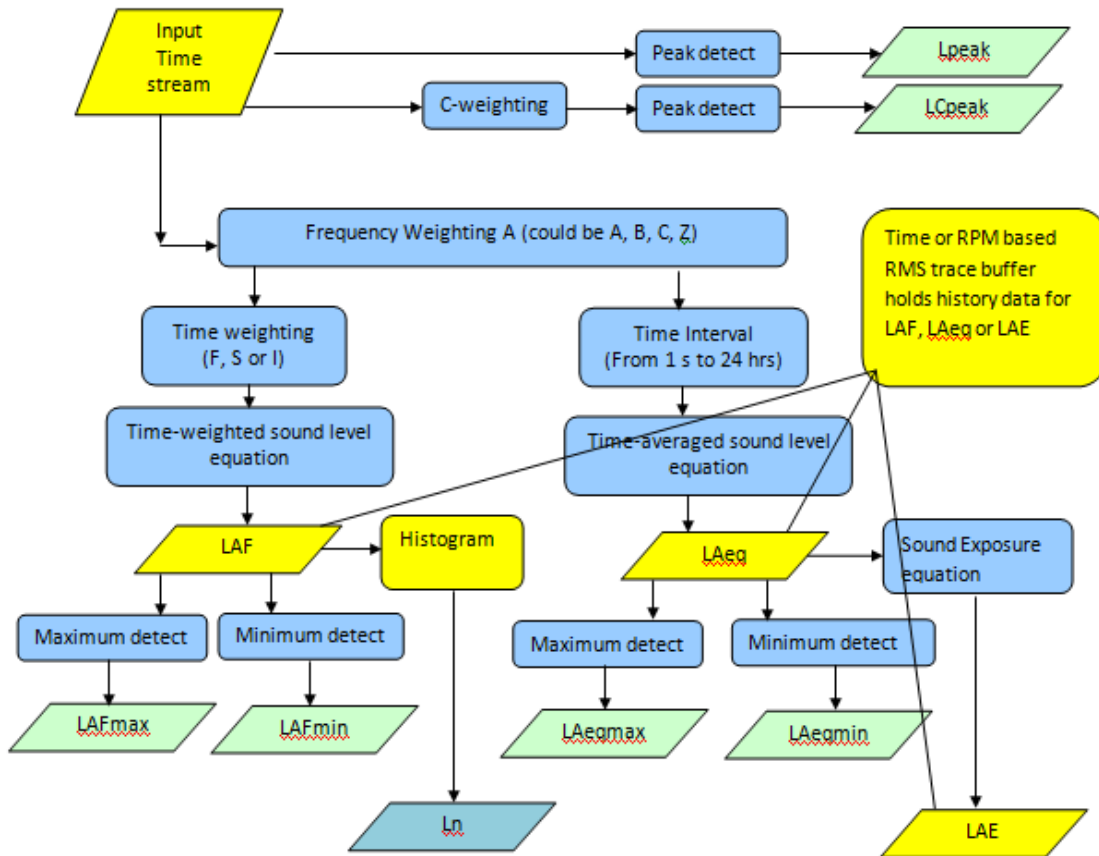 Input
Time
stream
Peak detect
Lpeak
C-weighting
Peak detect
LCpeak
Frequency Weighting A (could be A, B, C, Z)
Time or RPM based
RMS trace buffer
holds history data for
LAF, LAeq or LAE
Time weighting
(F, S or I)
Time Interval
(From 1 s to 24 hrs)
Time-weighted sound level
equation
Time-averaged sound level
equation
LAF
Histogram
LAeq
Sound Exposure
equation
Maximum detect
Minimum detect
Maximum detect
Minimum detect
LAFmax
LAFmin
LAeqmax
LAeqmin
Ln
LAE